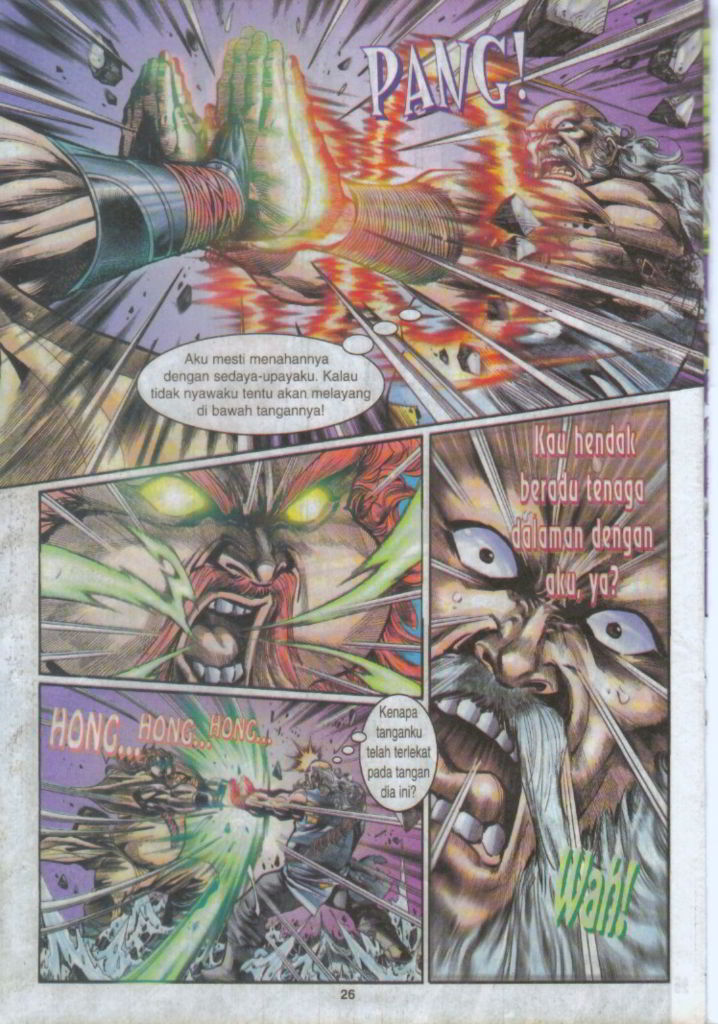 PANG!
Aku mesti menahannya
dengan sedaya-upayaku. Kalau
tidak nyawaku tentu akan melayang
di bawah tangannya!
Kau hendak
beradu tenaga
dalaman dengan
aku, ya?
HONG... HONG... HONG...
Kenapa
tanganku
telah terlekat
pada tangan
dia ini?
Wah!
26